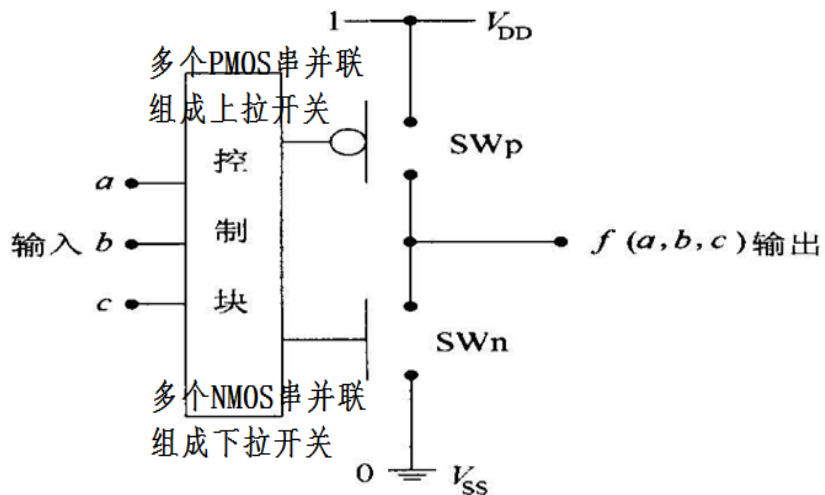 1 V_DD
多个PMOS串并联
组成上拉开关
控制块
SWp
a
输入 b
c
f (a, b, c) 输出
SWn
多个NMOS串并联
组成下拉开关
0 V_SS